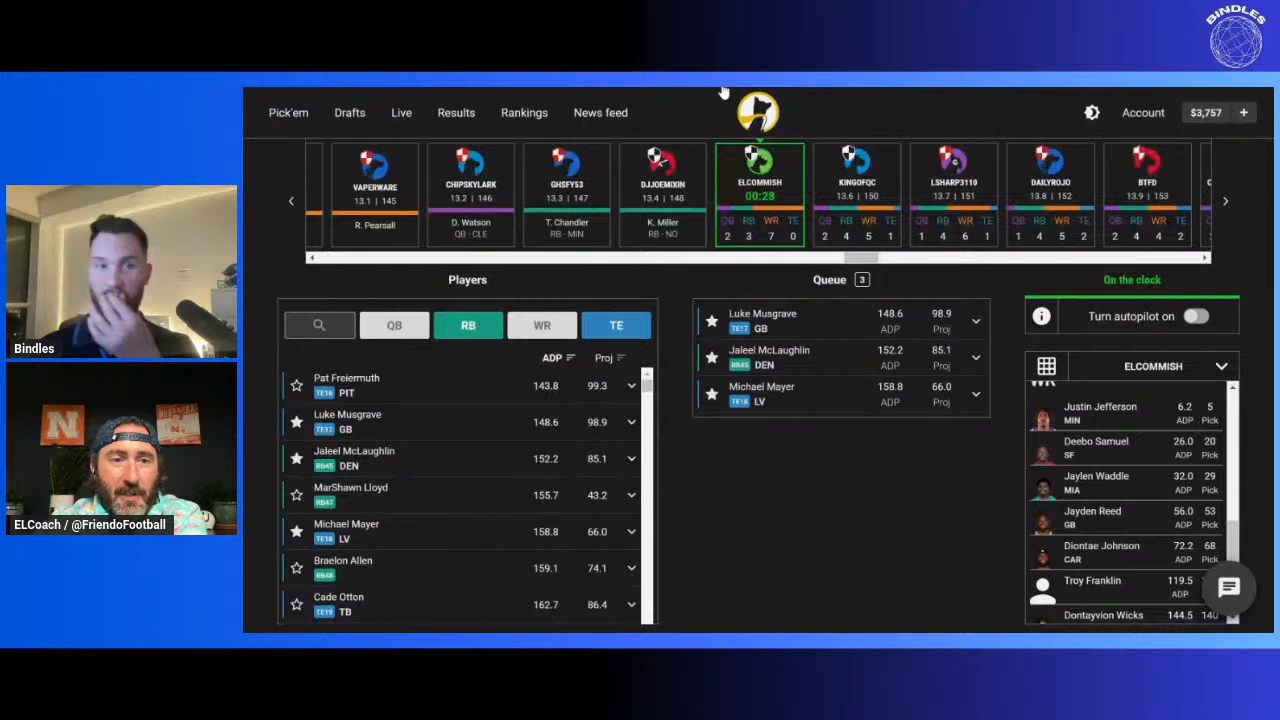 BINDLES
Pick'em Drafts Live Results Rankings News feed
Account $3,757 +
VAPERWARE
13.1 | 145
R. Pearsall
CHIPSKYLARK
13.2 | 146
D. Watson
QB - CLE
GHSFY53
13.3 | 147
T. Chandler
RB - MIN
DJJOEMIXIN
13.4 | 148
K. Miller
RB - NO
ELCOMMISH
00:28
QB RB WR TE
2 3 7 0
KINGOFQC
13.6 | 150
QB RB WR TE
2 4 5 1
LSHARP3110
13.7 | 151
QB RB WR TE
1 4 6 1
DAILYROJO
13.8 | 152
QB RB WR TE
1 4 5 2
BTFD
13.9 | 153
QB RB WR TE
2 4 4 2
Players
QB RB WR TE
ADP Proj
Pat Freiermuth
TE16 PIT 143.8 99.3
Luke Musgrave
TE17 GB 148.6 98.9
Jaleel McLaughlin
RB45 DEN 152.2 85.1
MarShawn Lloyd
RB47 155.7 43.2
Michael Mayer
TE18 LV 158.8 66.0
Braelon Allen
RB48 159.1 74.1
Cade Otton
TE19 TB 162.7 86.4
Queue 3
Luke Musgrave 148.6 98.9
TE17 GB ADP Proj
Jaleel McLaughlin 152.2 85.1
RB45 DEN ADP Proj
Michael Mayer 158.8 66.0
TE18 LV ADP Proj
On the clock
Turn autopilot on
ELCOMMISH
WR
Justin Jefferson 6.2 5
MIN ADP Pick
Deebo Samuel 26.0 20
SF ADP Pick
Jaylen Waddle 32.0 29
MIA ADP Pick
Jayden Reed 56.0 53
GB ADP Pick
Diontae Johnson 72.2 68
CAR ADP Pick
Troy Franklin 119.5
ADP
Dontayvion Wicks 144.5 140
Bindles
N
ELCoach / @FriendoFootball